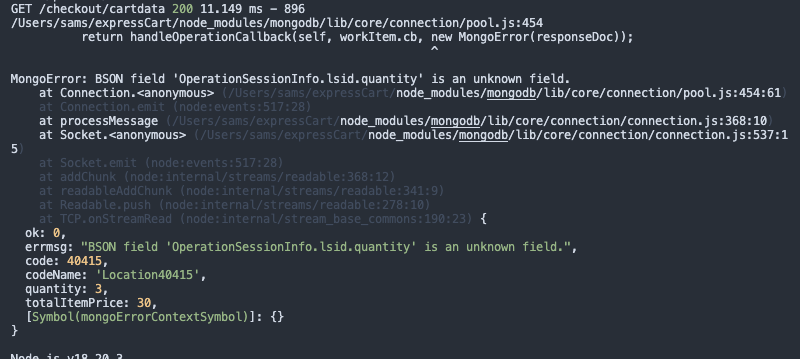 GET /checkout/cartdata 200 11.149 ms - 896
/Users/sams/expressCart/node_modules/mongodb/lib/core/connection/pool.js:454
return handleOperationCallback(self, workItem.cb, new MongoError(responseDoc));
^
MongoError: BSON field 'OperationSessionInfo.lsid.quantity' is an unknown field.
at Connection.<anonymous> (/Users/sams/expressCart/node_modules/mongodb/lib/core/connection/pool.js:454:61)
at Connection.emit (node:events:517:28)
at processMessage (/Users/sams/expressCart/node_modules/mongodb/lib/core/connection/connection.js:368:10)
at Socket.<anonymous> (/Users/sams/expressCart/node_modules/mongodb/lib/core/connection/connection.js:537:1
5)
at Socket.emit (node:events:517:28)
at addChunk (node:internal/streams/readable:368:12)
at readableAddChunk (node:internal/streams/readable:341:9)
at Readable.push (node:internal/streams/readable:278:10)
at TCP.onStreamRead (node:internal/stream_base_commons:190:23) {
ok: 0,
errmsg: "BSON field 'OperationSessionInfo.lsid.quantity' is an unknown field.",
code: 40415,
codeName: 'Location40415',
quantity: 3,
totalItemPrice: 30,
[Symbol(mongoErrorContextSymbol)]: {}
}
Node.js v18.20.3